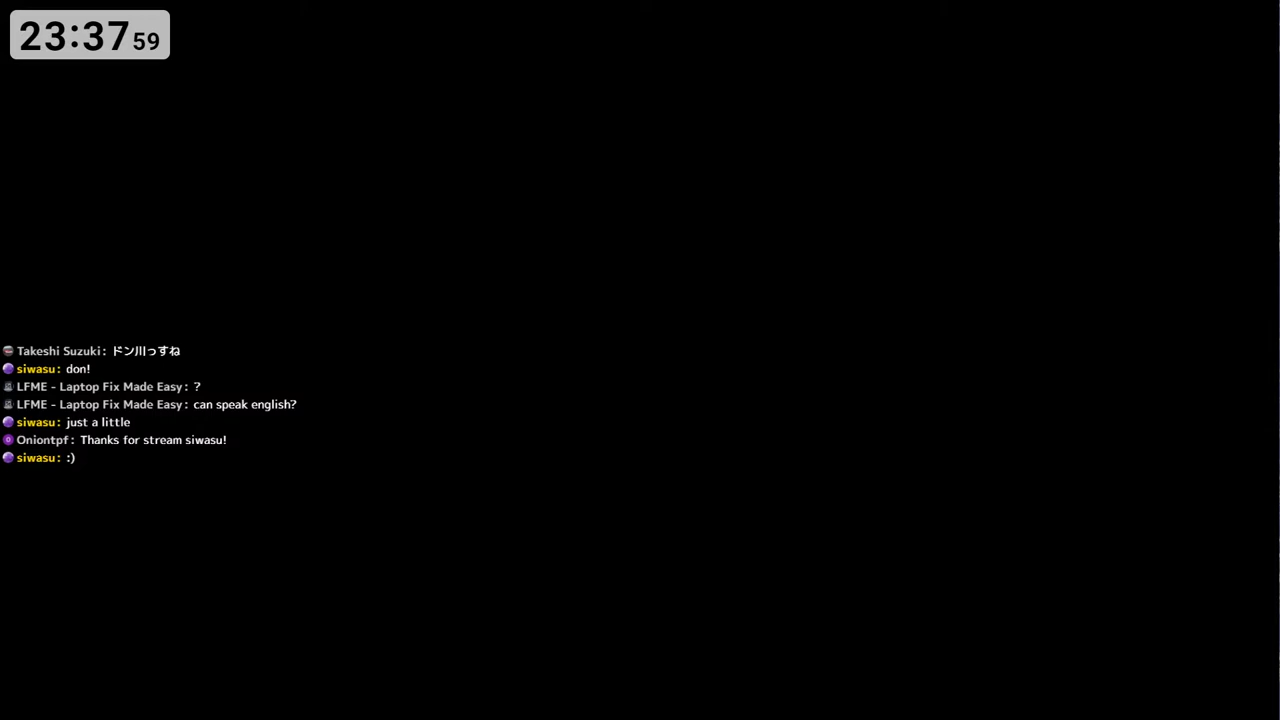 23:37 59
Takeshi Suzuki: ドン川っすね
siwasu: don!
LFME - Laptop Fix Made Easy: ?
LFME - Laptop Fix Made Easy: can speak english?
siwasu: just a little
Oniontpf: Thanks for stream siwasu!
siwasu: :)